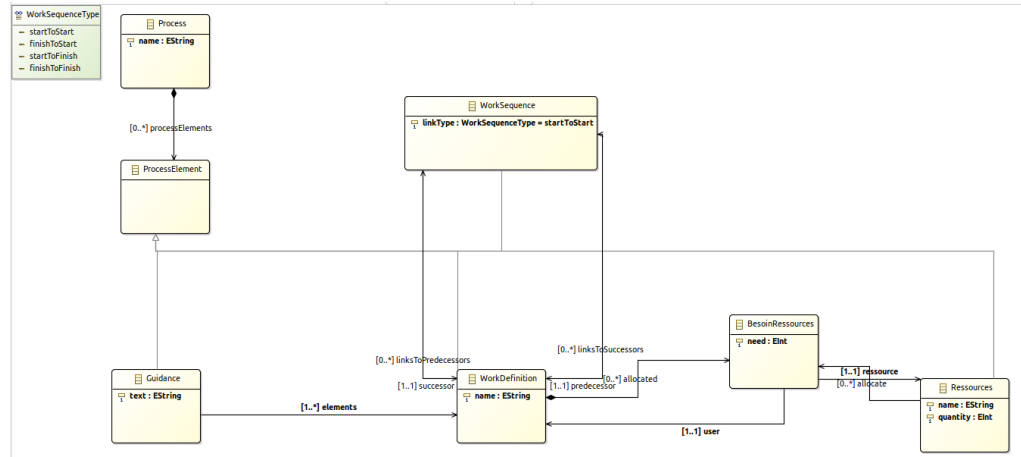 WorkSequenceType
startToStart
finishToStart
startToFinish
finishToFinish
Process
name : EString
[0..*] processElements
ProcessElement
WorkSequence
linkType : WorkSequenceType = startToStart
[0..*] linksToPredecessors
[1..1] successor
[0..*] linksToSuccessors
[1..1] predecessor
[0..*] allocated
Guidance
text : EString
[1..*] elements
WorkDefinition
name : EString
BesoinRessources
need : EInt
[1..1] ressource
[0..*] allocate
[1..1] user
Ressources
name : EString
quantity : EInt